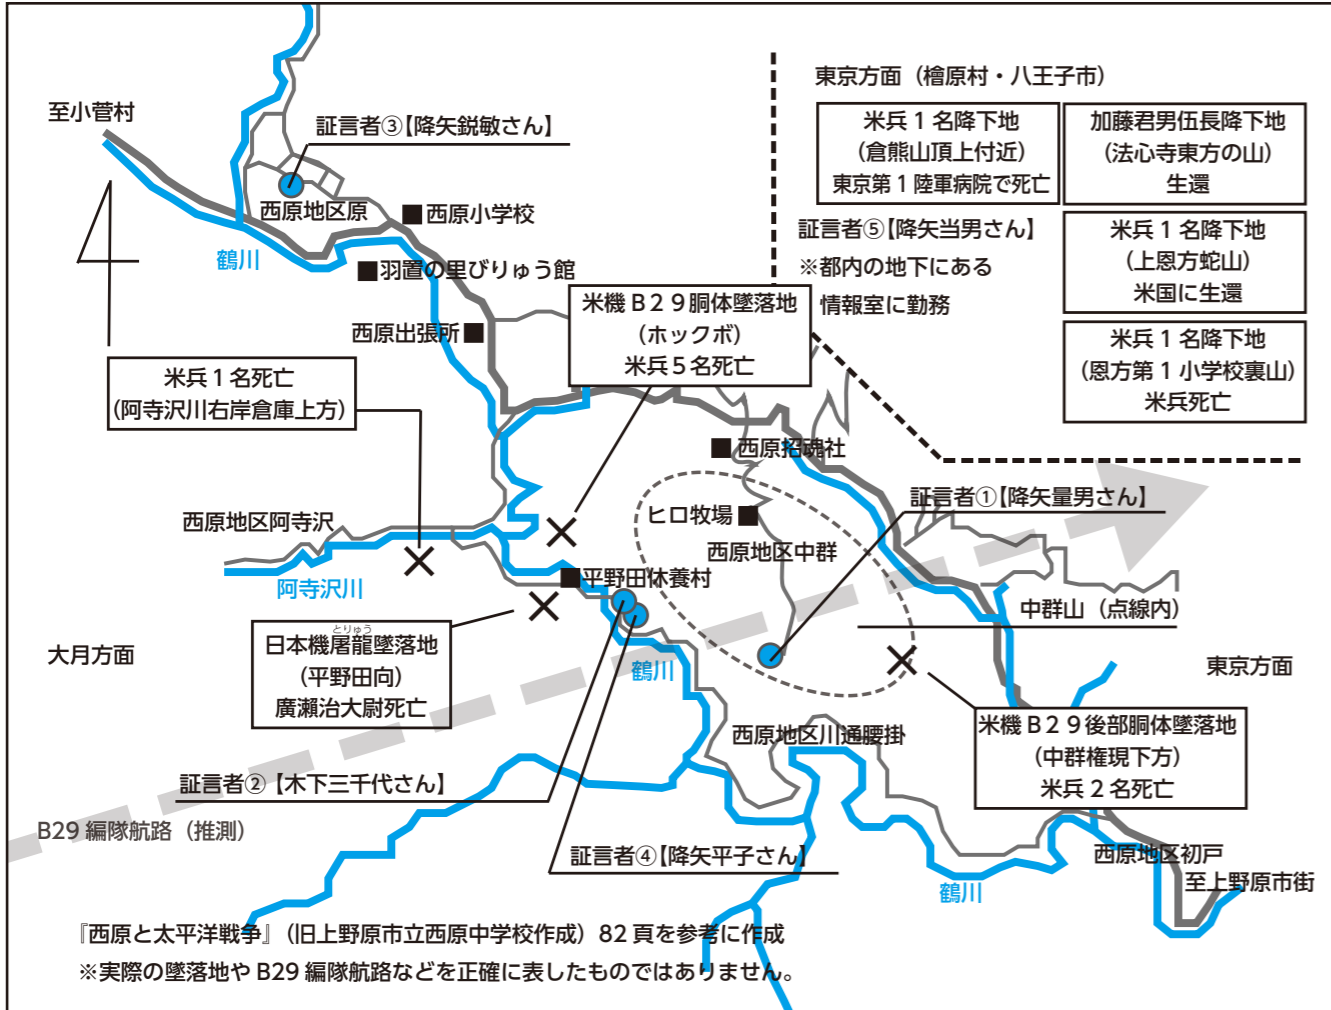 至小菅村
証言者③【降矢鋭敏さん】
西原地区原
■西原小学校
鶴川
■羽置の里びりゅう館
西原出張所■
東京方面（檜原村・八王子市）
米兵１名降下地
（倉熊山頂上付近）
東京第１陸軍病院で死亡
加藤君男伍長降下地
（法心寺東方の山）
生還
証言者⑤【降矢当男さん】
※都内の地下にある
情報室に勤務
米兵１名降下地
（上恩方蛇山）
米国に生還
米兵１名降下地
（恩方第１小学校裏山）
米兵死亡
米機Ｂ２９胴体墜落地
（ホックボ）
米兵５名死亡
米兵１名死亡
（阿寺沢川右岸倉庫上方）
■西原招魂社
証言者①【降矢量男さん】
ヒロ牧場■
西原地区中群
西原地区阿寺沢
阿寺沢川
■平野田休養村
中群山（点線内）
とりゅう
日本機屠龍墜落地
（平野田向）
廣瀬治大尉死亡
大月方面
鶴川
東京方面
西原地区川通腰掛
米機Ｂ２９後部胴体墜落地
（中群権現下方）
米兵２名死亡
証言者②【木下三千代さん】
B29 編隊航路（推測）
証言者④【降矢平子さん】
西原地区初戸
至上野原市街
鶴川
『西原と太平洋戦争』（旧上野原市立西原中学校作成）82 頁を参考に作成
※実際の墜落地や B29 編隊航路などを正確に表したものではありません。